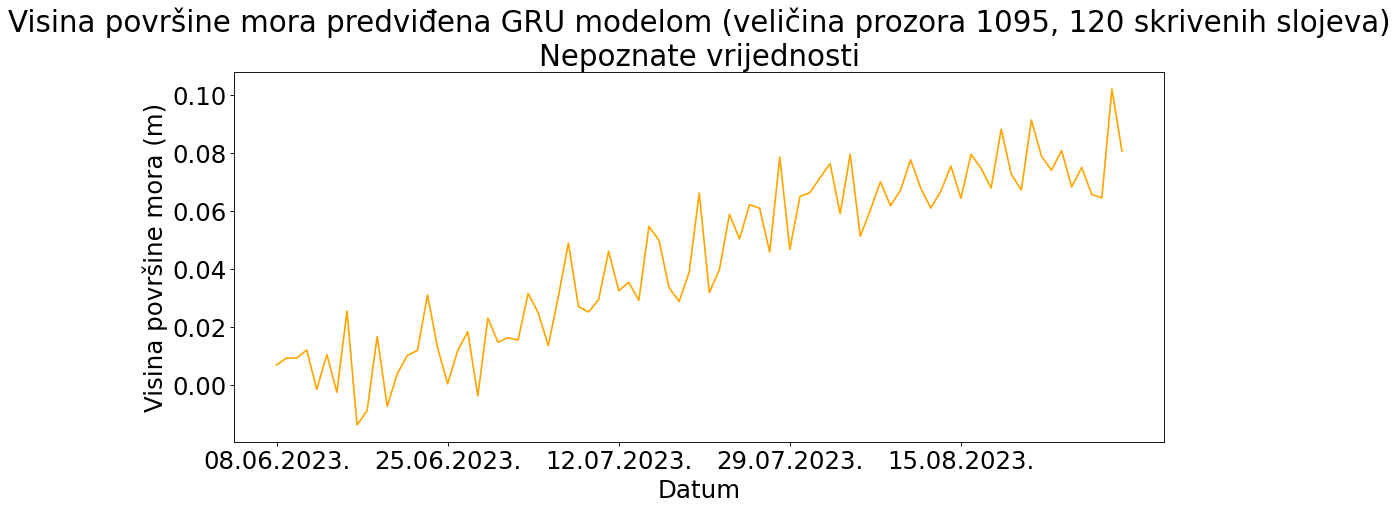 Visina površine mora predviđena GRU modelom (veličina prozora 1095, 120 skrivenih slojeva)
Nepoznate vrijednosti
Visina površine mora (m)
0.10
0.08
0.06
0.04
0.02
0.00
08.06.2023. 25.06.2023. 12.07.2023. 29.07.2023. 15.08.2023.
Datum